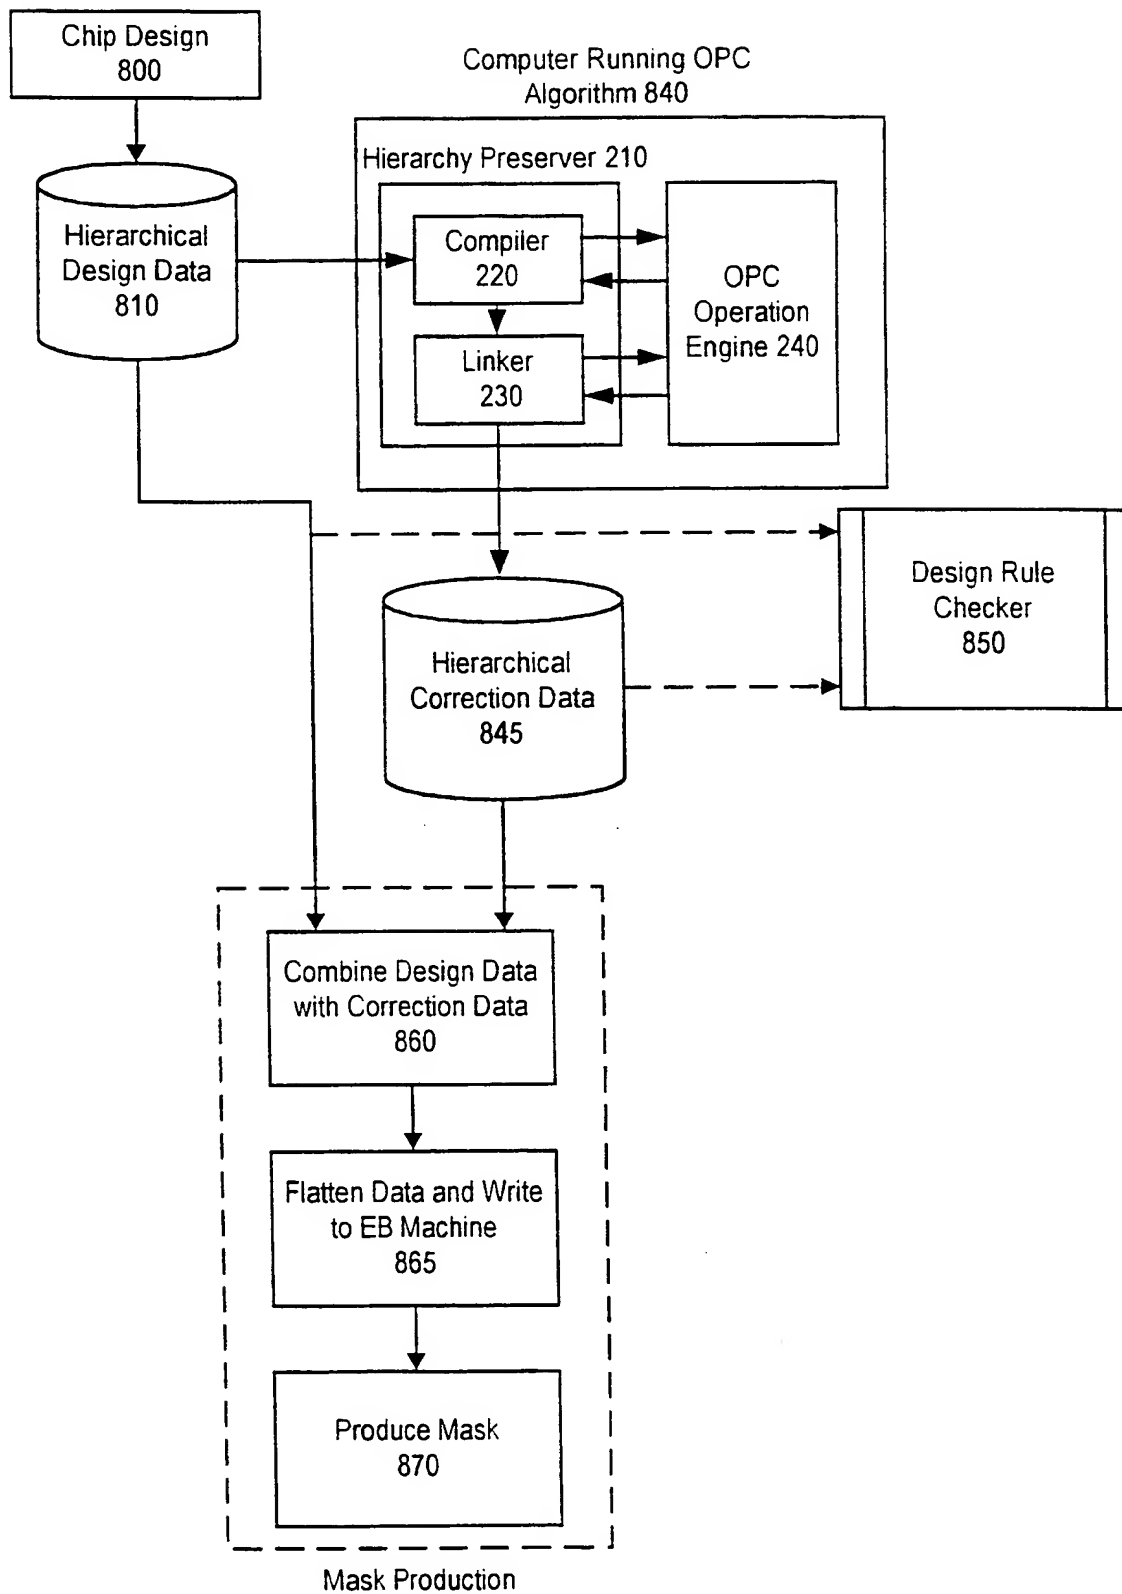 Chip Design
800
Computer Running OPC
Algorithm 840
Hierarchy Preserver 210
Hierarchical
Design Data
810
Compiler
220
OPC
Operation
Engine 240
Linker
230
Design Rule
Checker
850
Hierarchical
Correction Data
845
Combine Design Data
with Correction Data
860
Flatten Data and Write
to EB Machine
865
Produce Mask
870
Mask Production